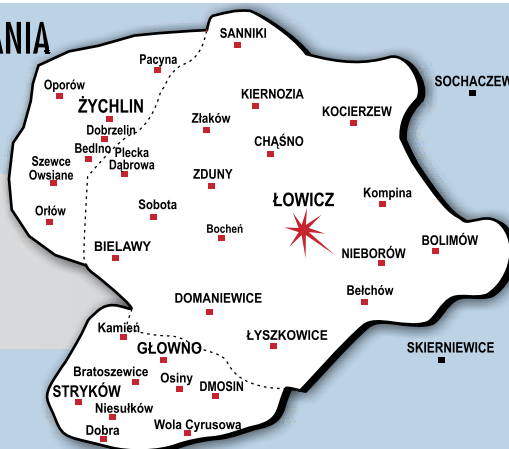 ANIA
SANNIKI
Pacyna
Oporów
SOCHACZEW
KIERNOZIA
ŻYCHLIN
KOCIERZEW
Złaków
Dobrzelin
CHĄŚNO
Bedlno
Plecka
Dąbrowa
Szewce
Owsiane
ZDUNY
Kompina
ŁOWICZ
Sobota
Orłów
Bocheń
BOLIMÓW
BIELAWY
NIEBORÓW
Bełchów
DOMANIEWICE
Kamień
ŁYSZKOWICE
GŁOWNO
SKIERNIEWICE
Bratoszewice
Osiny
DMOSIN
STRYKÓW
Niesułków
Wola Cyrusowa
Dobra